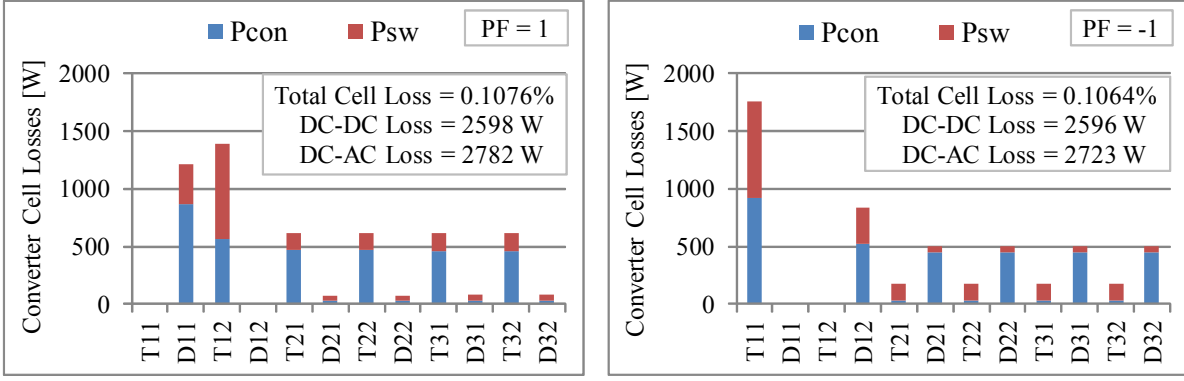 Pcon Psw PF = 1
Converter Cell Losses [W]
2000
1500
1000
500
0
Total Cell Loss = 0.1076%
DC-DC Loss = 2598 W
DC-AC Loss = 2782 W
T11 D11 T12 D12 T21 D21 T22 D22 T31 D31 T32 D32
Pcon Psw PF = -1
Converter Cell Losses [W]
2000
1500
1000
500
0
Total Cell Loss = 0.1064%
DC-DC Loss = 2596 W
DC-AC Loss = 2723 W
T11 D11 T12 D12 T21 D21 T22 D22 T31 D31 T32 D32